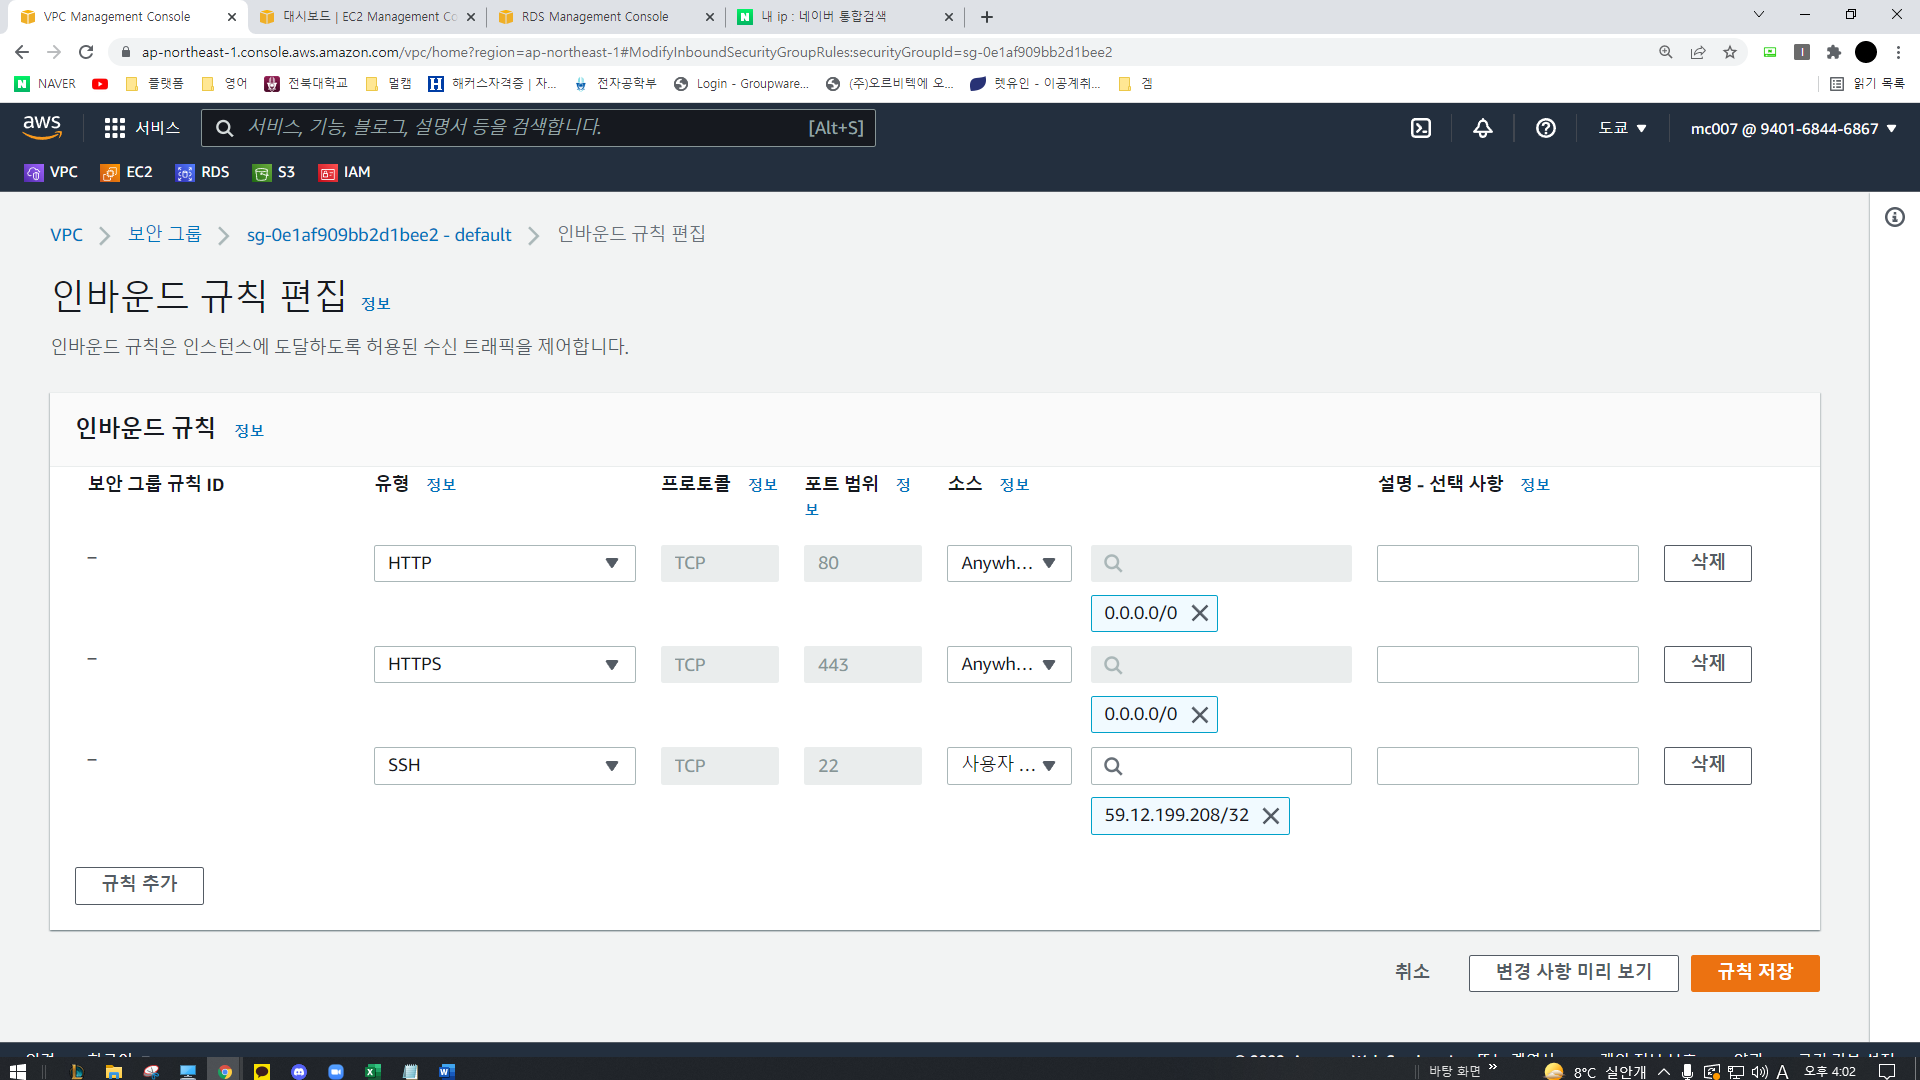 VPC Management Console
대시보드 | EC2 Management Co
RDS Management Console
내 ip : 네이버 통합검색
ap-northeast-1.console.aws.amazon.com/vpc/home?region=ap-northeast-1#ModifyInboundSecurityGroupRules:securityGroupId=sg-0e1af909bb2d1bee2
NAVER
플랫폼
영어
전북대학교
멀캠
해커스자격증 | 자...
전자공학부
Login - Groupware...
(주)오르비텍에 오...
렛유인 - 이공계취...
겜
읽기 목록
aws
서비스
서비스, 기능, 블로그, 설명서 등을 검색합니다.
[Alt+S]
도쿄
mc007 @ 9401-6844-6867
VPC
EC2
RDS
S3
IAM
VPC
보안 그룹
sg-0e1af909bb2d1bee2 - default
인바운드 규칙 편집
인바운드 규칙 편집 정보
인바운드 규칙은 인스턴스에 도달하도록 허용된 수신 트래픽을 제어합니다.
인바운드 규칙 정보
보안 그룹 규칙 ID
유형 정보
프로토콜 정보
포트 범위 정
보
소스 정보
설명 - 선택 사항 정보
–
HTTP
TCP
80
Anywh...
삭제
0.0.0.0/0
–
HTTPS
TCP
443
Anywh...
삭제
0.0.0.0/0
–
SSH
TCP
22
사용자 ...
삭제
59.12.199.208/32
규칙 추가
취소
변경 사항 미리 보기
규칙 저장
바탕 화면
8°C 실안개
A
오후 4:02